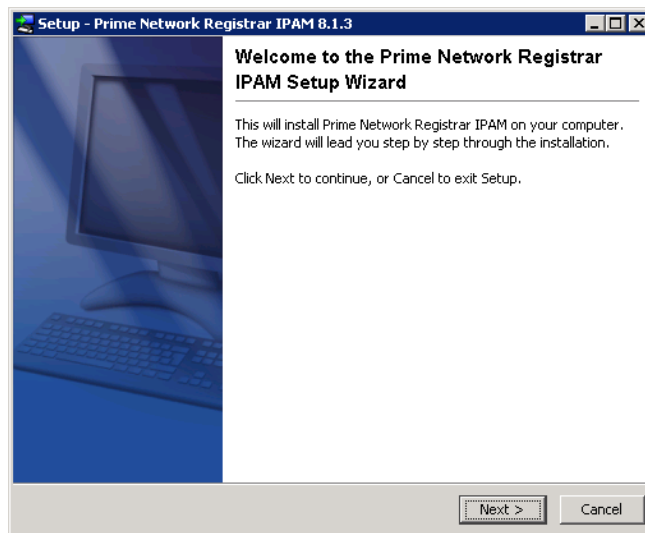 Setup - Prime Network Registrar IPAM 8.1.3
Welcome to the Prime Network Registrar
IPAM Setup Wizard
This will install Prime Network Registrar IPAM on your computer.
The wizard will lead you step by step through the installation.
Click Next to continue, or Cancel to exit Setup.
Next >
Cancel